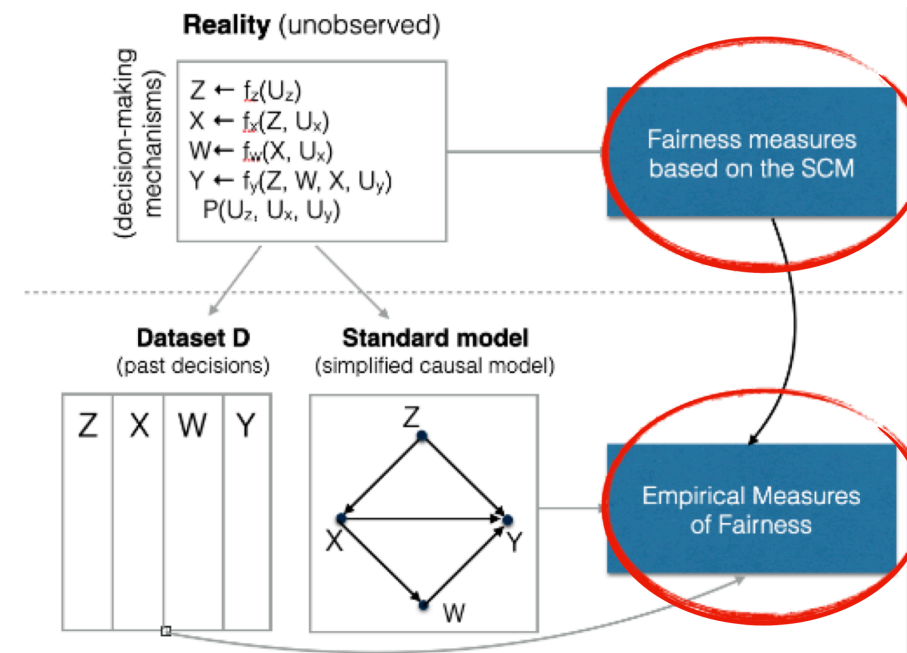 Reality (unobserved)
(decision-making
mechanisms)
Z ← fz(Uz)
X ← fx(Z, Ux)
W← fw(X, Ux)
Y ← fy(Z, W, X, Uy)
P(Uz, Ux, Uy)
Fairness measures
based on the SCM
Dataset D
(past decisions)
Standard model
(simplified causal model)
Z X W Y
Z
X
Y
W
Empirical Measures
of Fairness